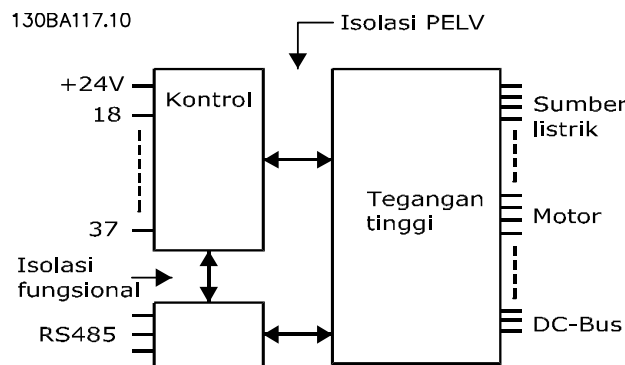 130BA117.10
Isolasi PELV
+24V
18
37
Kontrol
Tegangan
tinggi
Sumber
listrik
Motor
DC-Bus
Isolasi
fungsional
RS485